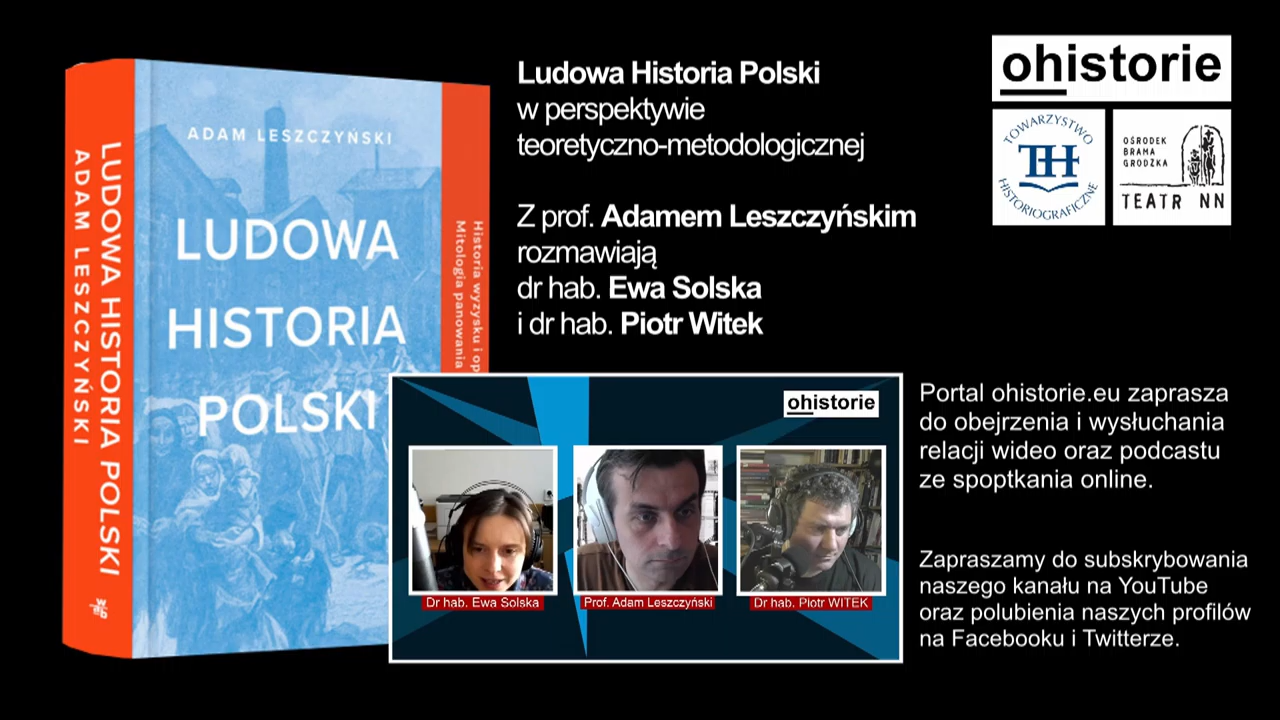 LUDOWA HISTORIA POLSKI
ADAM LESZCZYŃSKI
ADAM LESZCZYŃSKI
LUDOWA
HISTORIA
POLSKI
Historia wyzysku i
Mitologia panowania
Ludowa Historia Polski
w perspektywie
teoretyczno-metodologicznej
Z prof. Adamem Leszczyńskim
rozmawiają
dr hab. Ewa Solska
i dr hab. Piotr Witek
ohistorie
TOWARZYSTWO
TH
HISTORIOGRAFICZNE
OŚRODEK
BRAMA
GRODZKA
TEATR NN
ohistorie
Dr hab. Ewa Solska
Prof. Adam Leszczyński
Dr hab. Piotr WITEK
Portal ohistorie.eu zaprasza
do obejrzenia i wysłuchania
relacji wideo oraz podcastu
ze spoptkania online.
Zapraszamy do subskrybowania
naszego kanału na YouTube
oraz polubienia naszych profilów
na Facebooku i Twitterze.